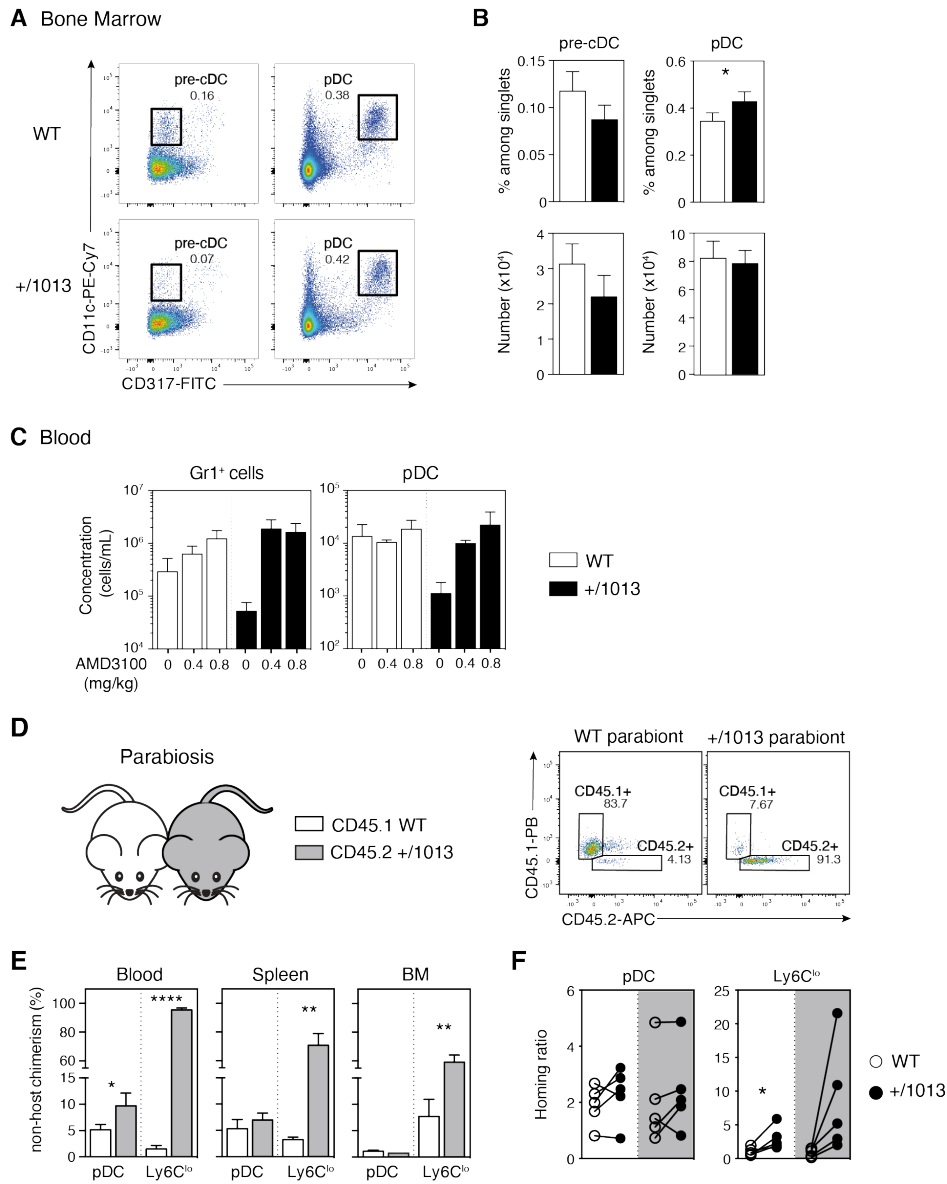 A Bone Marrow
WT
pre-cDC
0.16
pDC
0.38
+/1013
pre-cDC
0.07
pDC
0.42
CD11c-PE-Cy7
CD317-FITC
B
pre-cDC
pDC
% among singlets
0.15
0.10
0.05
0
% among singlets
0.6
0.4
0.2
0
*
Number (x10⁴)
4
3
2
1
0
Number (x10⁴)
10
8
6
4
2
0
C Blood
Gr1⁺ cells
pDC
Concentration
(cells/mL)
10⁷
10⁶
10⁵
10⁴
10⁵
10⁴
10³
10²
AMD3100 0 0.4 0.8 0 0.4 0.8 0 0.4 0.8 0 0.4 0.8
(mg/kg)
WT
+/1013
D
Parabiosis
CD45.1 WT
CD45.2 +/1013
WT parabiont +/1013 parabiont
CD45.1+
83.7
CD45.2+
4.13
CD45.1+
7.67
CD45.2+
91.3
CD45.1-PB
CD45.2-APC
E
Blood Spleen BM
non-host chimerism (%)
100
80
60
15
10
5
0
* **** ** **
pDC Ly6Cˡᵒ pDC Ly6Cˡᵒ pDC Ly6Cˡᵒ
F
pDC
Ly6Cˡᵒ
Homing ratio
6
4
2
0
25
20
15
10
5
0
*
WT
+/1013